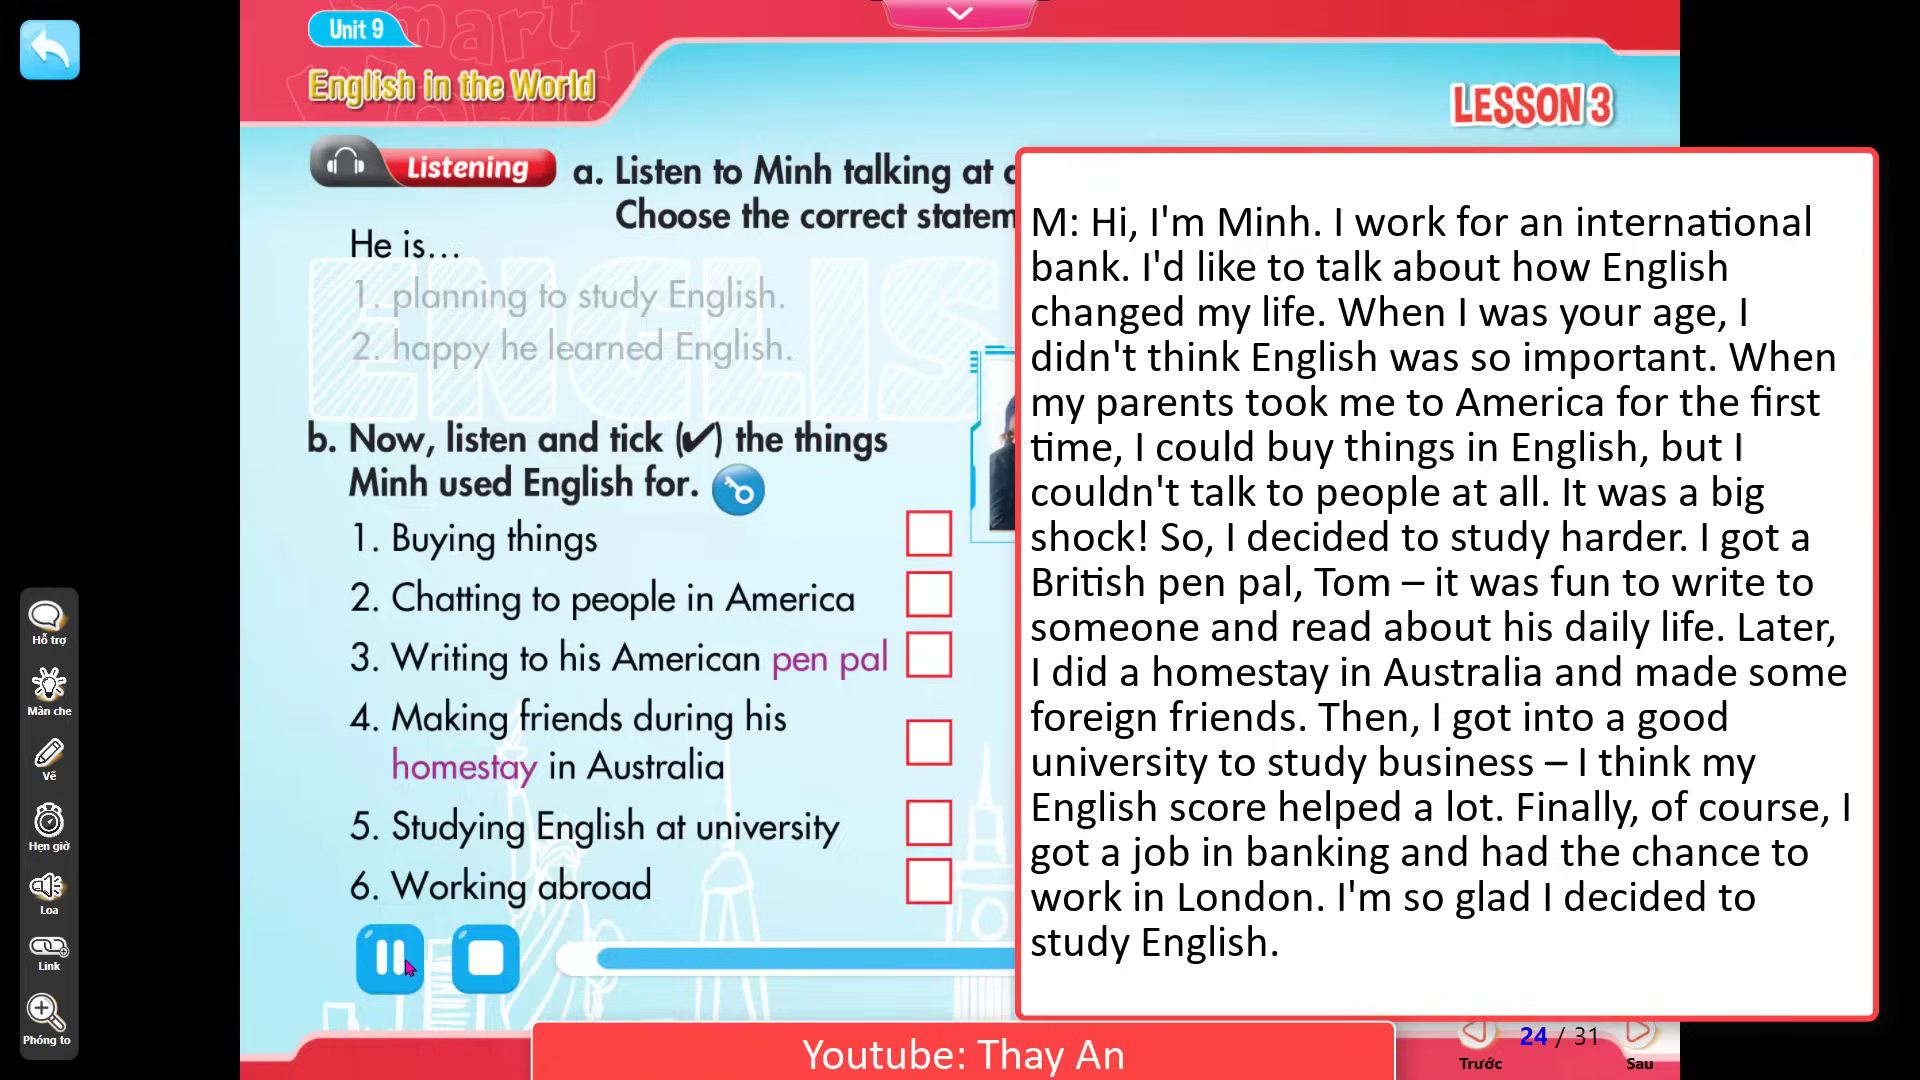 Unit 9
English in the World
LESSON 3
Listening
a. Listen to Minh talking at
Choose the correct
He is...
1. planning to study English.
2. happy he learned English.
ENGLIS
b. Now, listen and tick (✔) the things
Minh used English for.
1. Buying things
2. Chatting to people in America
3. Writing to his American pen pal
4. Making friends during his
homestay in Australia
5. Studying English at university
6. Working abroad
M: Hi, I'm Minh. I work for an international
bank. I'd like to talk about how English
changed my life. When I was your age, I
didn't think English was so important. When
my parents took me to America for the first
time, I could buy things in English, but I
couldn't talk to people at all. It was a big
shock! So, I decided to study harder. I got a
British pen pal, Tom – it was fun to write to
someone and read about his daily life. Later,
I did a homestay in Australia and made some
foreign friends. Then, I got into a good
university to study business – I think my
English score helped a lot. Finally, of course, I
got a job in banking and had the chance to
work in London. I'm so glad I decided to
study English.
Hỗ trợ
Màn che
Vẽ
Hẹn giờ
Loa
Link
Phóng to
Youtube: Thay An
24 / 31
Trước
Sau